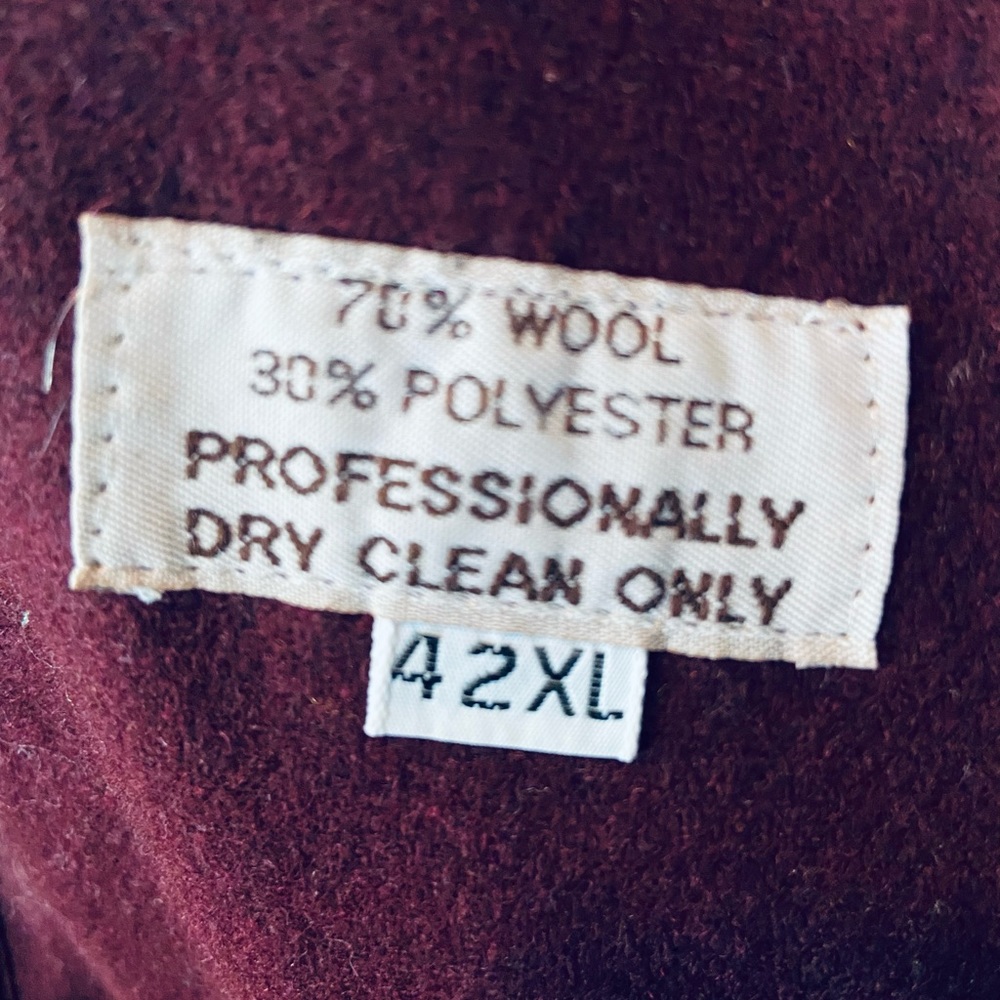 70% WOOL
30% POLYESTER
PROFESSIONALLY
DRY CLEAN ONLY
42XL